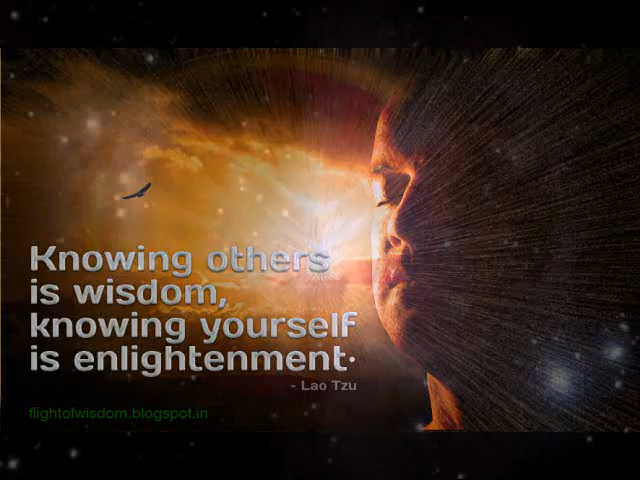 Knowing others
is wisdom,
knowing yourself
is enlightenment·
- Lao Tzu
flightofwisdom.blogspot.in